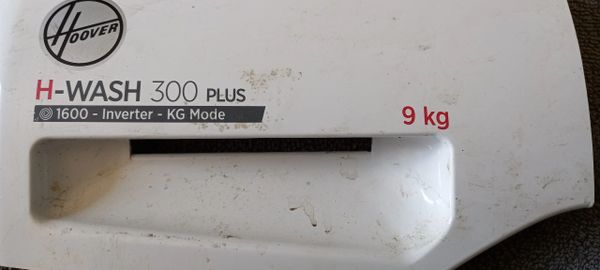 HOOVER
H-WASH 300 PLUS
1600 - Inverter - KG Mode
9 kg